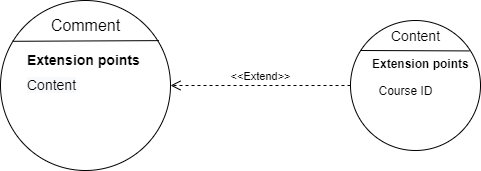 Comment
Extension points
Content
<<Extend>>
Content
Extension points
Course ID